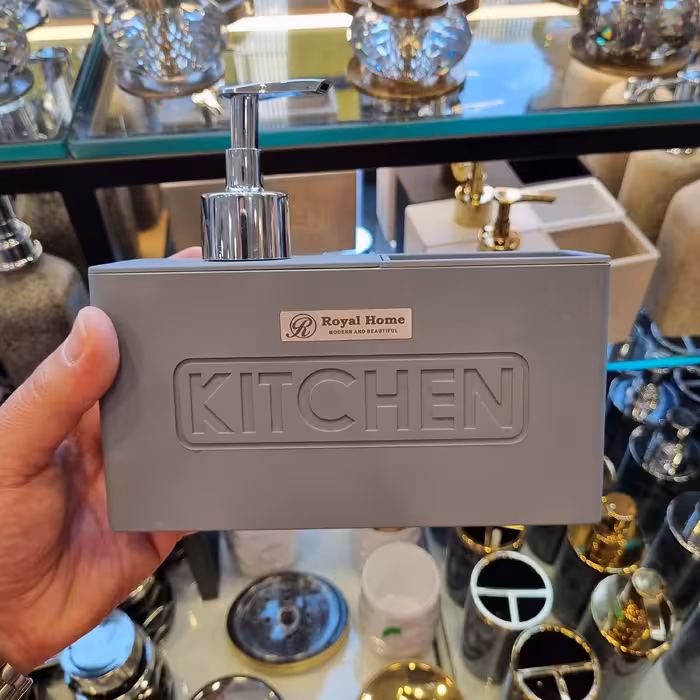 R Royal Home
MODERN AND BEAUTIFUL
KITCHEN